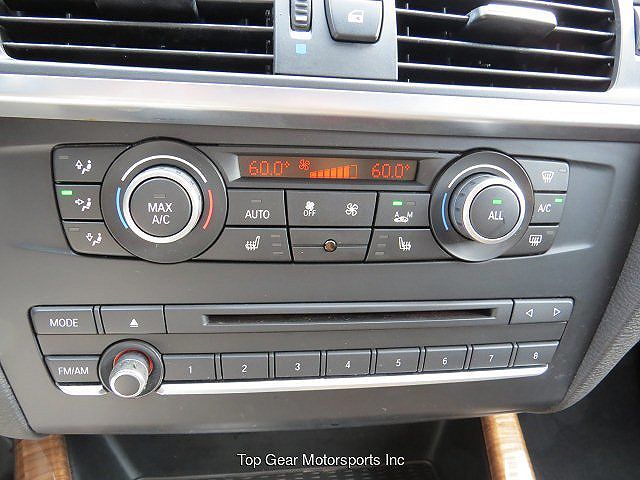 60.0° 60.0°
MAX
A/C
AUTO
OFF
M
ALL
A/C
MODE
FM/AM
1 2 3 4 5 6 7 8
Top Gear Motorsports Inc